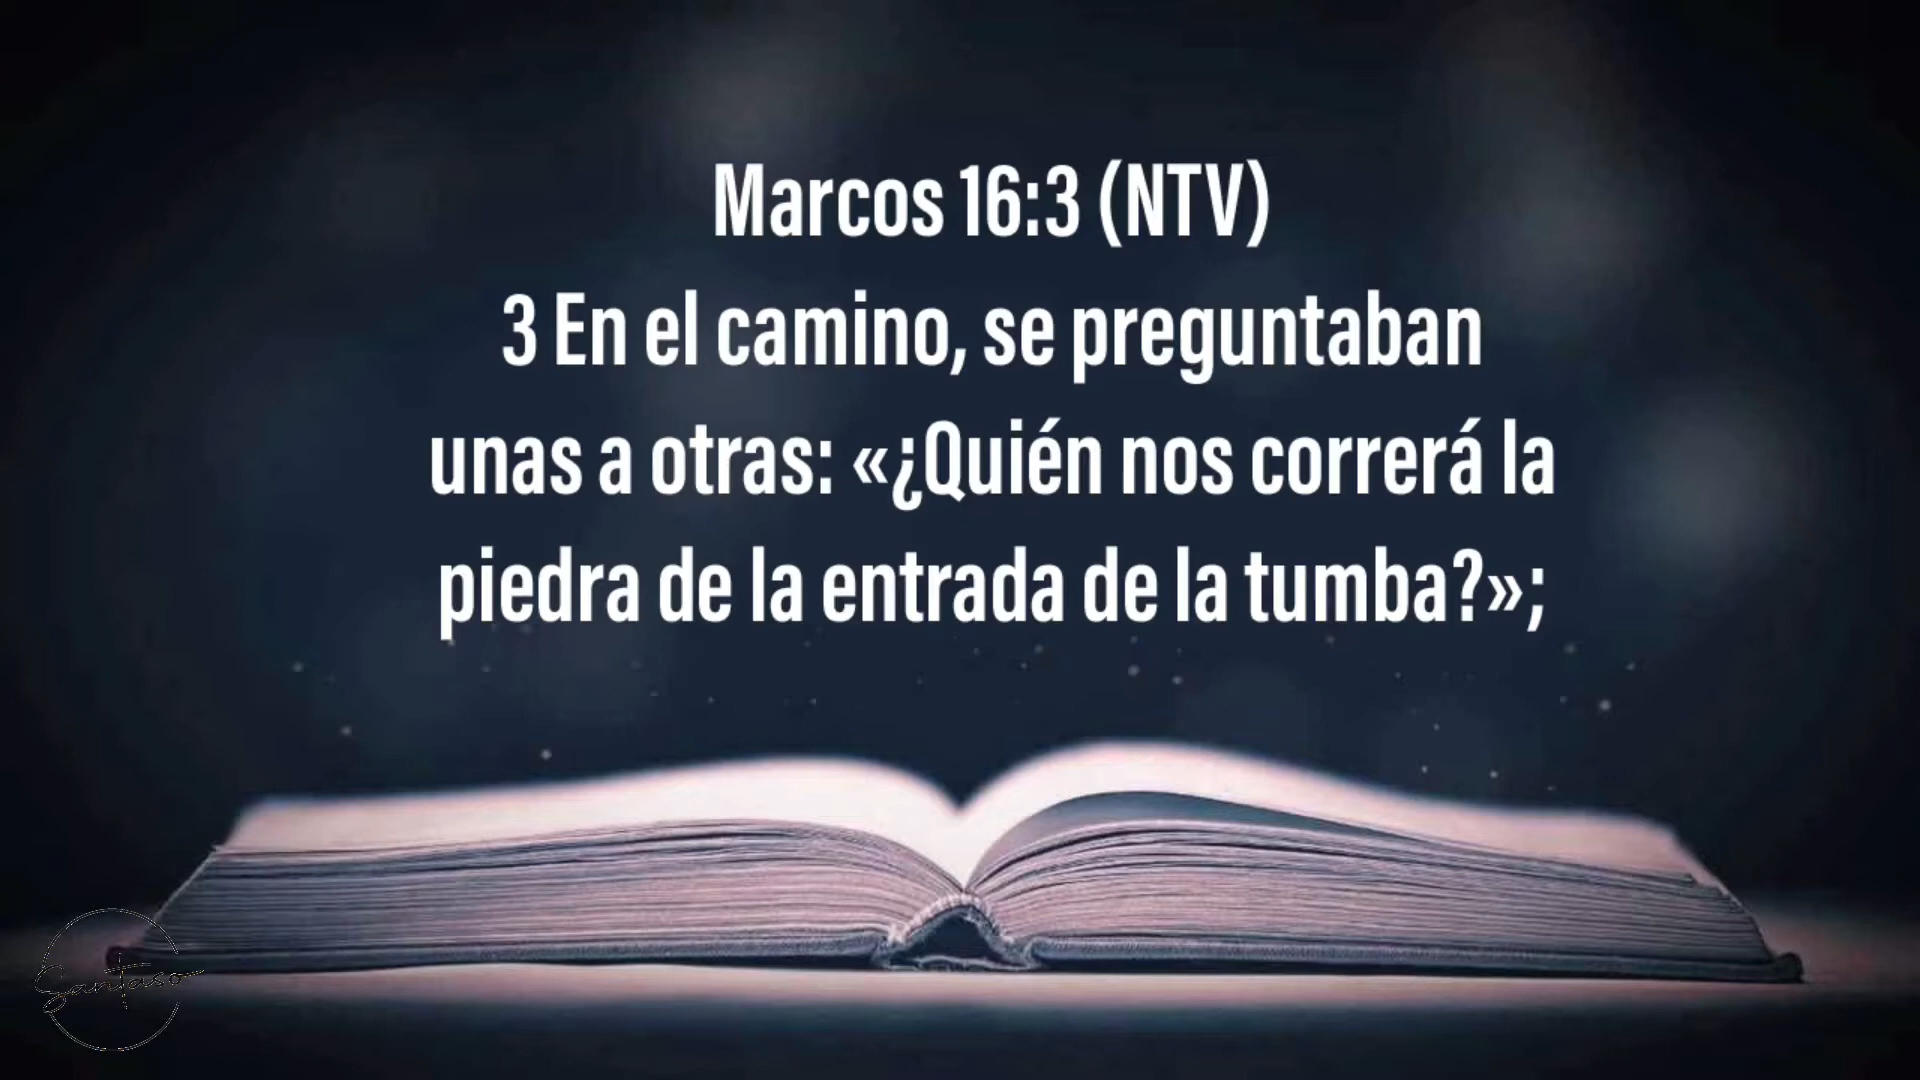 Marcos 16:3 (NTV)
3 En el camino, se preguntaban
unas a otras: «¿Quién nos correrá la
piedra de la entrada de la tumba?»;
Santaso